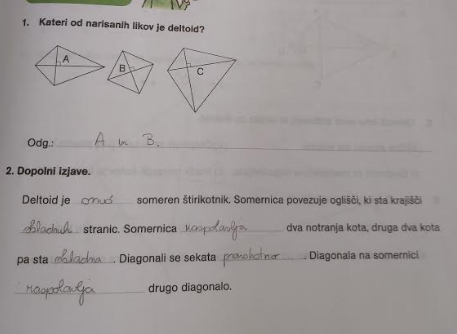 1. Kateri od narisanih likov je deltoid?
A
B
C
Odg.: A in B.
2. Dopolni izjave.
Deltoid je osno someren štirikotnik. Somernica povezuje oglišči, ki sta krajišči
skladnih stranic. Somernica razpolavlja dva notranja kota, druga dva kota
pa sta skladna. Diagonali se sekata pravokotno. Diagonala na somernici
razpolavlja drugo diagonalo.